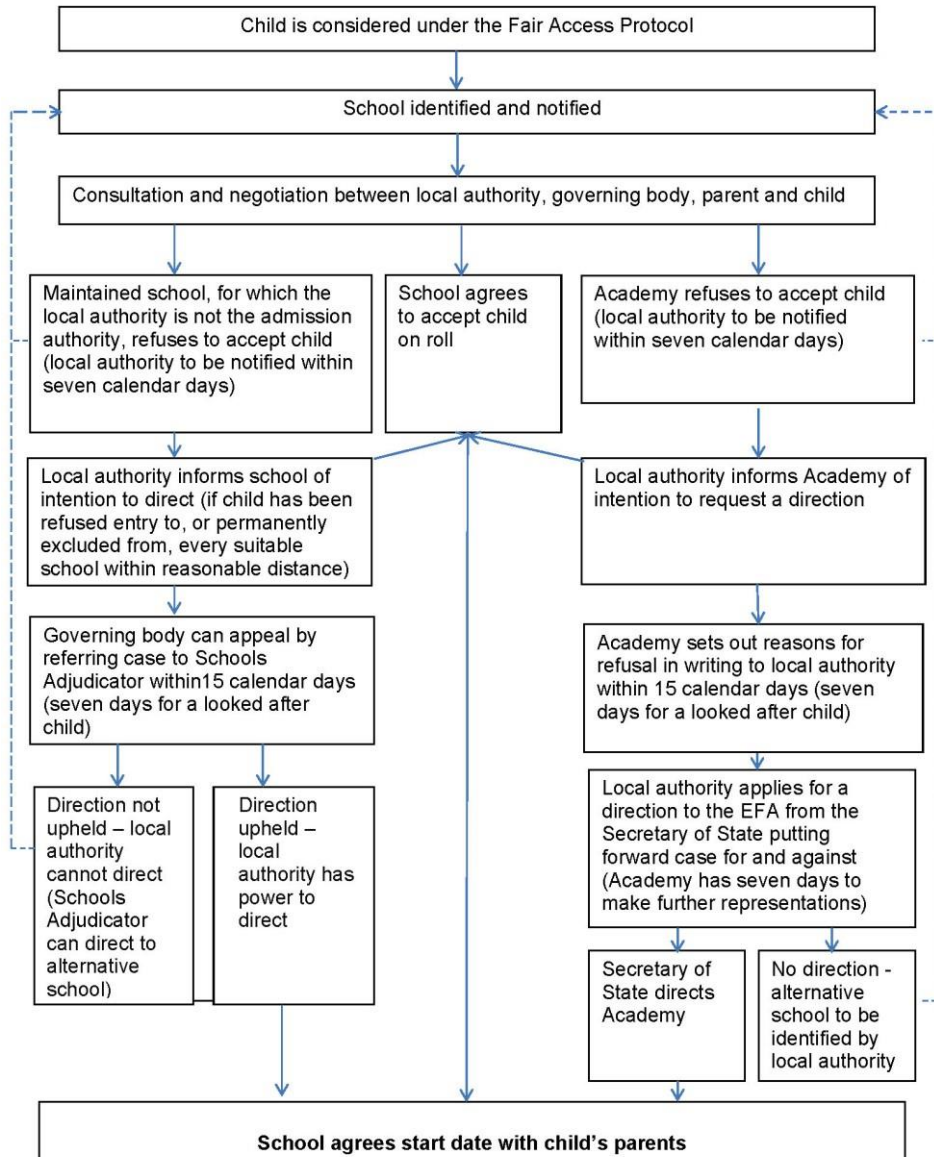 Child is considered under the Fair Access Protocol
School identified and notified
Consultation and negotiation between local authority, governing body, parent and child
Maintained school, for which the
local authority is not the admission
authority, refuses to accept child
(local authority to be notified within
seven calendar days)
School agrees
to accept child
on roll
Academy refuses to accept child
(local authority to be notified
within seven calendar days)
Local authority informs school of
intention to direct (if child has been
refused entry to, or permanently
excluded from, every suitable
school within reasonable distance)
Local authority informs Academy of
intention to request a direction
Governing body can appeal by
referring case to Schools
Adjudicator within15 calendar days
(seven days for a looked after
child)
Academy sets out reasons for
refusal in writing to local authority
within 15 calendar days (seven
days for a looked after child)
Direction not
upheld – local
authority
cannot direct
(Schools
Adjudicator
can direct to
alternative
school)
Direction
upheld –
local
authority has
power to
direct
Local authority applies for a
direction to the EFA from the
Secretary of State putting
forward case for and against
(Academy has seven days to
make further representations)
Secretary of
State directs
Academy
No direction -
alternative
school to be
identified by
local authority
School agrees start date with child's parents